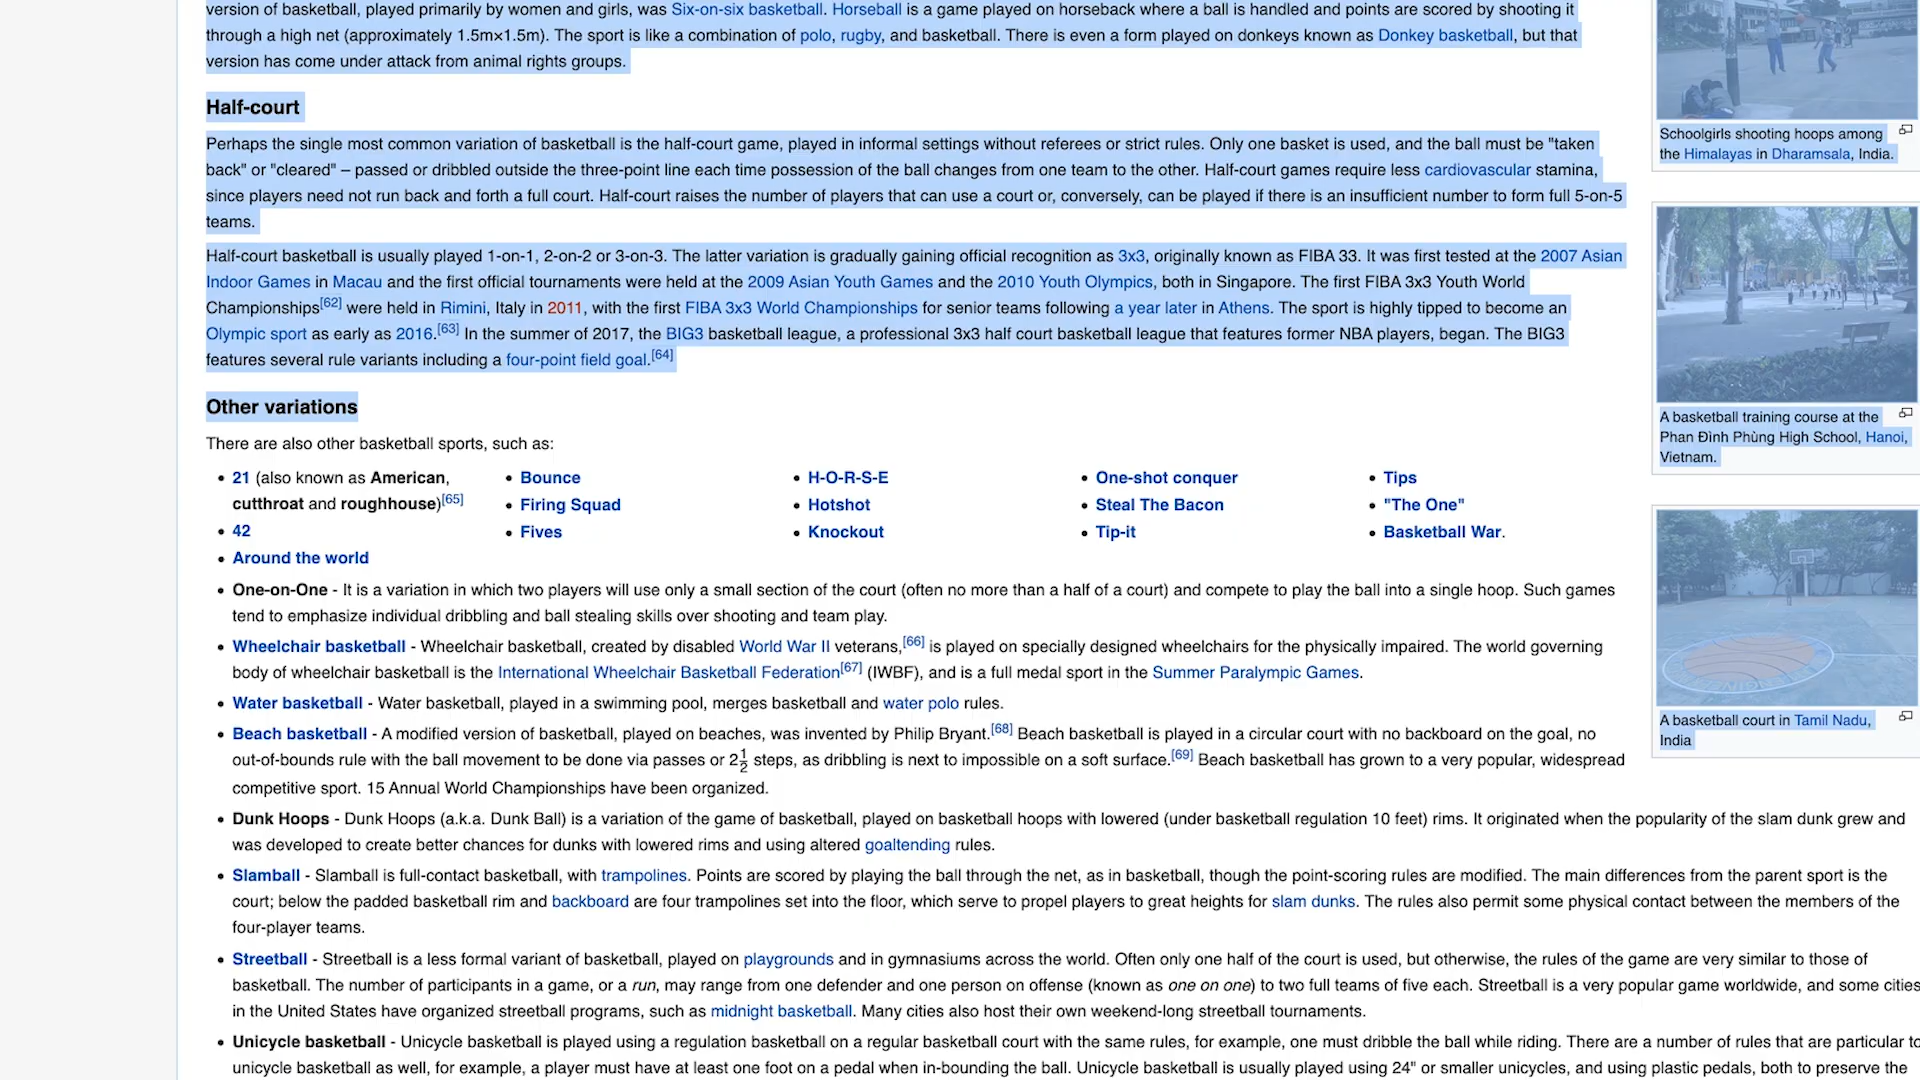 version of basketball, played primarily by women and girls, was Six-on-six basketball. Horseball is a game played on horseback where a ball is handled and points are scored by shooting it
through a high net (approximately 1.5m×1.5m). The sport is like a combination of polo, rugby, and basketball. There is even a form played on donkeys known as Donkey basketball, but that
version has come under attack from animal rights groups.
Half-court
Perhaps the single most common variation of basketball is the half-court game, played in informal settings without referees or strict rules. Only one basket is used, and the ball must be "taken
back" or "cleared" – passed or dribbled outside the three-point line each time possession of the ball changes from one team to the other. Half-court games require less cardiovascular stamina,
since players need not run back and forth a full court. Half-court raises the number of players that can use a court or, conversely, can be played if there is an insufficient number to form full 5-on-5
teams.
Half-court basketball is usually played 1-on-1, 2-on-2 or 3-on-3. The latter variation is gradually gaining official recognition as 3x3, originally known as FIBA 33. It was first tested at the 2007 Asian
Indoor Games in Macau and the first official tournaments were held at the 2009 Asian Youth Games and the 2010 Youth Olympics, both in Singapore. The first FIBA 3x3 Youth World
Championships[62] were held in Rimini, Italy in 2011, with the first FIBA 3x3 World Championships for senior teams following a year later in Athens. The sport is highly tipped to become an
Olympic sport as early as 2016.[63] In the summer of 2017, the BIG3 basketball league, a professional 3x3 half court basketball league that features former NBA players, began. The BIG3
features several rule variants including a four-point field goal.[64]
Other variations
There are also other basketball sports, such as:
• 21 (also known as American,
cutthroat and roughhouse)[65]
• 42
• Around the world
• Bounce
• Firing Squad
• Fives
• H-O-R-S-E
• Hotshot
• Knockout
• One-shot conquer
• Steal The Bacon
• Tip-it
• Tips
• "The One"
• Basketball War.
• One-on-One - It is a variation in which two players will use only a small section of the court (often no more than a half of a court) and compete to play the ball into a single hoop. Such games
tend to emphasize individual dribbling and ball stealing skills over shooting and team play.
• Wheelchair basketball - Wheelchair basketball, created by disabled World War II veterans,[66] is played on specially designed wheelchairs for the physically impaired. The world governing
body of wheelchair basketball is the International Wheelchair Basketball Federation[67] (IWBF), and is a full medal sport in the Summer Paralympic Games.
• Water basketball - Water basketball, played in a swimming pool, merges basketball and water polo rules.
• Beach basketball - A modified version of basketball, played on beaches, was invented by Philip Bryant.[68] Beach basketball is played in a circular court with no backboard on the goal, no
out-of-bounds rule with the ball movement to be done via passes or 2½ steps, as dribbling is next to impossible on a soft surface.[69] Beach basketball has grown to a very popular, widespread
competitive sport. 15 Annual World Championships have been organized.
• Dunk Hoops - Dunk Hoops (a.k.a. Dunk Ball) is a variation of the game of basketball, played on basketball hoops with lowered (under basketball regulation 10 feet) rims. It originated when the popularity of the slam dunk grew and
was developed to create better chances for dunks with lowered rims and using altered goaltending rules.
• Slamball - Slamball is full-contact basketball, with trampolines. Points are scored by playing the ball through the net, as in basketball, though the point-scoring rules are modified. The main differences from the parent sport is the
court; below the padded basketball rim and backboard are four trampolines set into the floor, which serve to propel players to great heights for slam dunks. The rules also permit some physical contact between the members of the
four-player teams.
• Streetball - Streetball is a less formal variant of basketball, played on playgrounds and in gymnasiums across the world. Often only one half of the court is used, but otherwise, the rules of the game are very similar to those of
basketball. The number of participants in a game, or a run, may range from one defender and one person on offense (known as one on one) to two full teams of five each. Streetball is a very popular game worldwide, and some cities
in the United States have organized streetball programs, such as midnight basketball. Many cities also host their own weekend-long streetball tournaments.
• Unicycle basketball - Unicycle basketball is played using a regulation basketball on a regular basketball court with the same rules, for example, one must dribble the ball while riding. There are a number of rules that are particular to
unicycle basketball as well, for example, a player must have at least one foot on a pedal when in-bounding the ball. Unicycle basketball is usually played using 24" or smaller unicycles, and using plastic pedals, both to preserve the
Schoolgirls shooting hoops among
the Himalayas in Dharamsala, India.
A basketball training course at the
Phan Đình Phùng High School, Hanoi,
Vietnam.
A basketball court in Tamil Nadu,
India